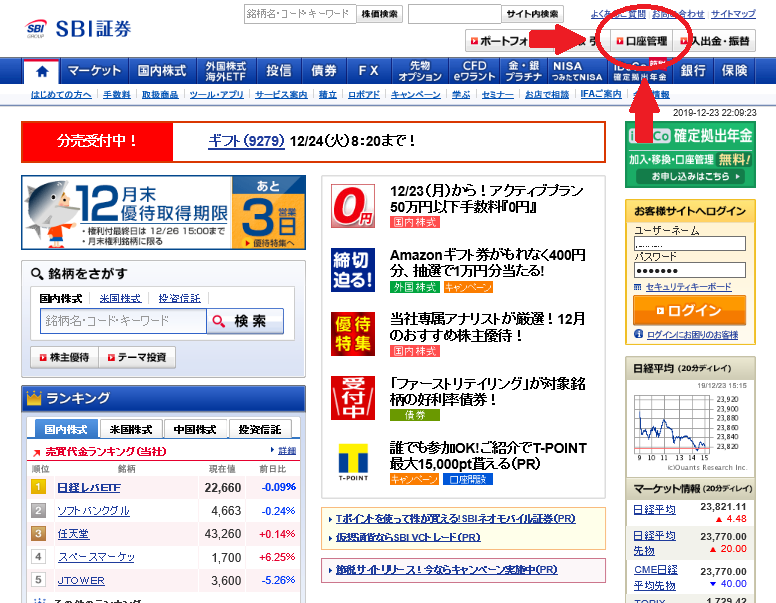 銘柄名・コード・キーワード 株価検索 サイト内検索 よくあるご質問 お問い合わせ サイトマップ
SBI GROUP SBI証券
ポートフォ 取引 口座管理 入出金・振替
マーケット 国内株式 外国株式 海外ETF 投信 債券 FX 先物 オプション CFD eワラント 金・銀 プラチナ NISA つみたてNISA 確定拠出年金 銀行 保険
はじめての方へ 手数料 取扱商品 ツール・アプリ サービス案内 積立 ロボアド キャンペーン 学ぶ セミナー お店で相談 IFAご案内 情報
2019-12-23 22:09:23
分売受付中! ギフト(9279) 12/24(火)8:20まで!
Co 確定拠出年金
加入・移換・口座管理 無料!
お申し込みはこちら
12月末優待取得期限
・権利付最終日は 12/26 15:00まで
・月末権利銘柄に限る
あと3営業日
優待特集へ
0円
12/23(月)から!アクティブプラン
50万円以下手数料『0円』
国内株式
締切迫る!
Amazonギフト券がもれなく400円
分、抽選で1万円分当たる!
外国株式 キャンペーン
優待特集
当社専属アナリストが厳選!12月
のおすすめ株主優待!
国内株式
受付中
「ファーストリテイリング」が対象銘
柄の好利率債券!
債券
T-POINT
誰でも参加OK!ご紹介でT-POINT
最大15,000pt貰える(PR)
キャンペーン 口座開設
Tポイントを使って株が買える!SBIネオモバイル証券(PR)
仮想通貨ならSBI VCトレード(PR)
節税サイトリリース!今ならキャンペーン実施中(PR)
銘柄をさがす
国内株式 米国株式 投資信託
銘柄名・コード・キーワード 検索
株主優待 テーマ投資
ランキング
国内株式 米国株式 中国株式 投資信託
売買代金ランキング(当社) 詳細
順位 銘柄 現在値 前日比
1 日経レバETF 22,660 -0.09%
2 ソフトバンクグル 4,663 -0.24%
3 任天堂 43,260 +0.14%
4 スペースマーケッ 1,700 +6.25%
5 JTOWER 3,600 -5.26%
その他のランキング
お客様サイトへログイン
ユーザーネーム
パスワード
セキュリティキーボード
ログイン
ログインにお困りのお客様
日経平均 (20分ディレイ)
19/12/23 15:15
23,920
23,900
23,880
23,860
23,840
23,820
9 10 11 13 14 15
(c)Quants Research Inc.
マーケット情報 (20分ディレイ)
日経平均 23,821.11
▲ 4.48
日経平均先物 23,770.00
▲ 20.00
CME日経平均先物 23,770.00
▼ 40.00
TOPIX 1,729.42